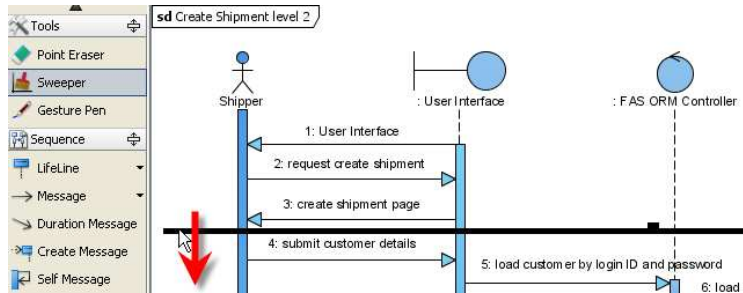 Tools
Point Eraser
Sweeper
Gesture Pen
Sequence
LifeLine
Message
Duration Message
Create Message
Self Message
sd Create Shipment level 2
Shipper
: User Interface
: FAS ORM Controller
1: User Interface
2: request create shipment
3: create shipment page
4: submit customer details
5: load customer by login ID and password
6: load